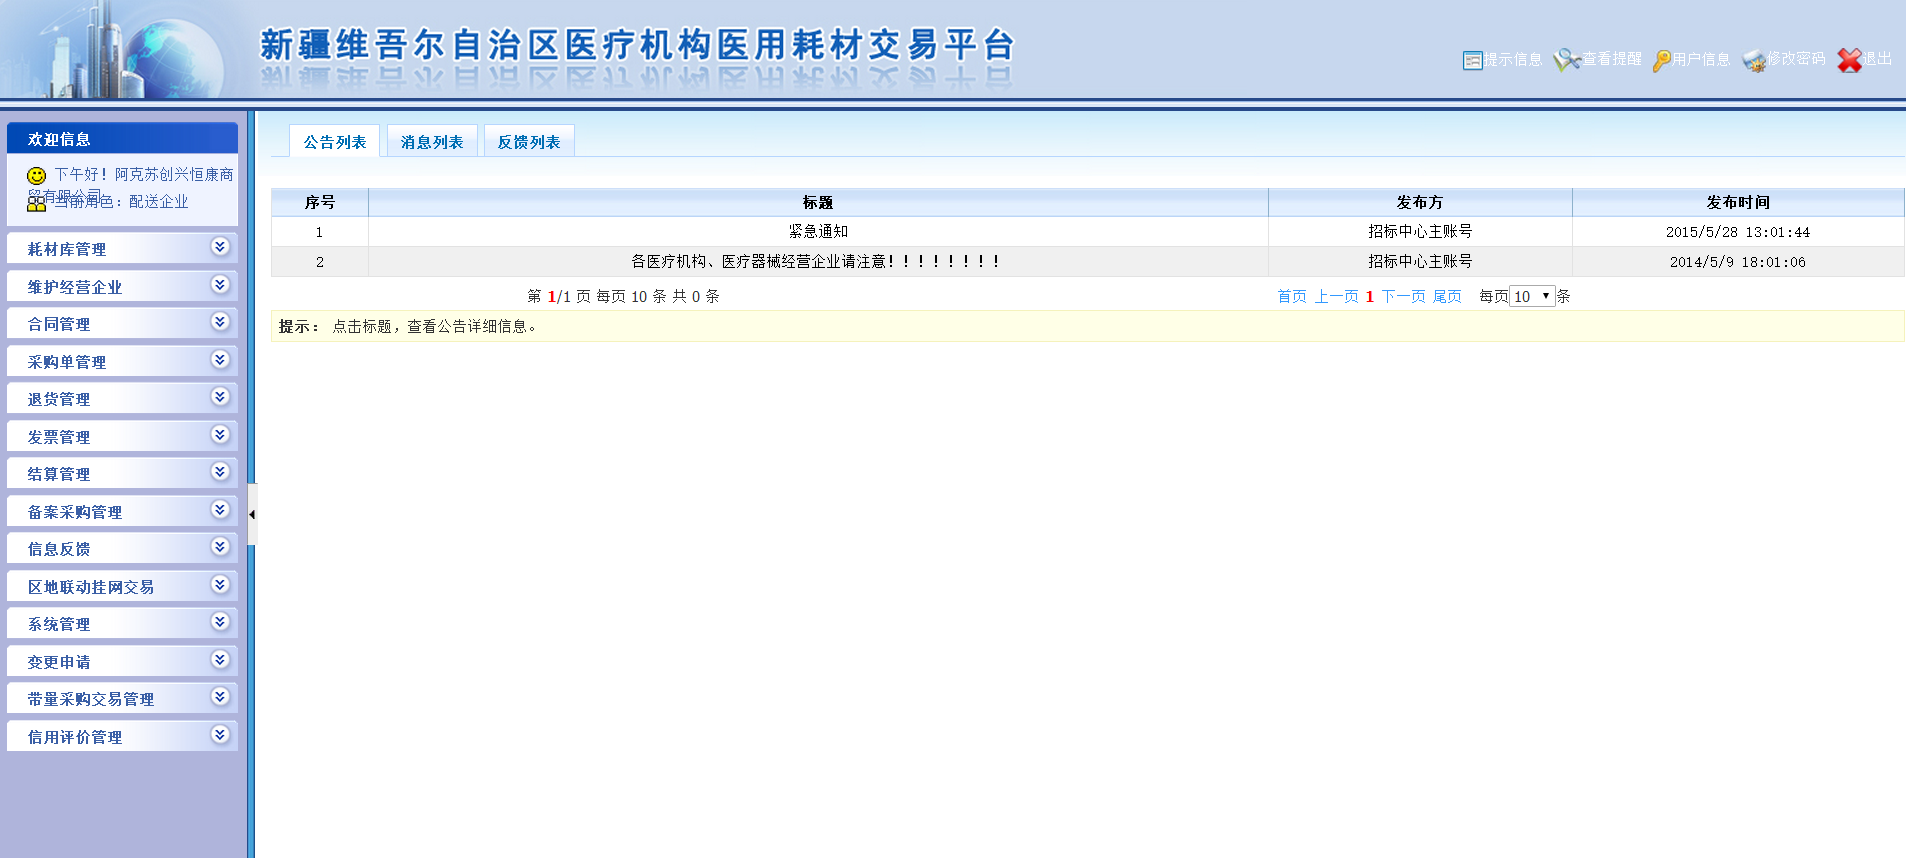 新疆维吾尔自治区医疗机构医用耗材交易平台
提示信息 查看提醒 用户信息 修改密码 退出
欢迎信息
下午好！阿克苏创兴恒康商
贸有限公司
当前角色：配送企业
耗材库管理
维护经营企业
合同管理
采购单管理
退货管理
发票管理
结算管理
备案采购管理
信息反馈
区地联动挂网交易
系统管理
变更申请
带量采购交易管理
信用评价管理
公告列表 消息列表 反馈列表
序号 标题 发布方 发布时间
1 紧急通知 招标中心主账号 2015/5/28 13:01:44
2 各医疗机构、医疗器械经营企业请注意！！！！！！！！ 招标中心主账号 2014/5/9 18:01:06
第 1/1 页 每页 10 条 共 0 条 首页 上一页 1 下一页 尾页 每页 10 条
提示： 点击标题，查看公告详细信息。